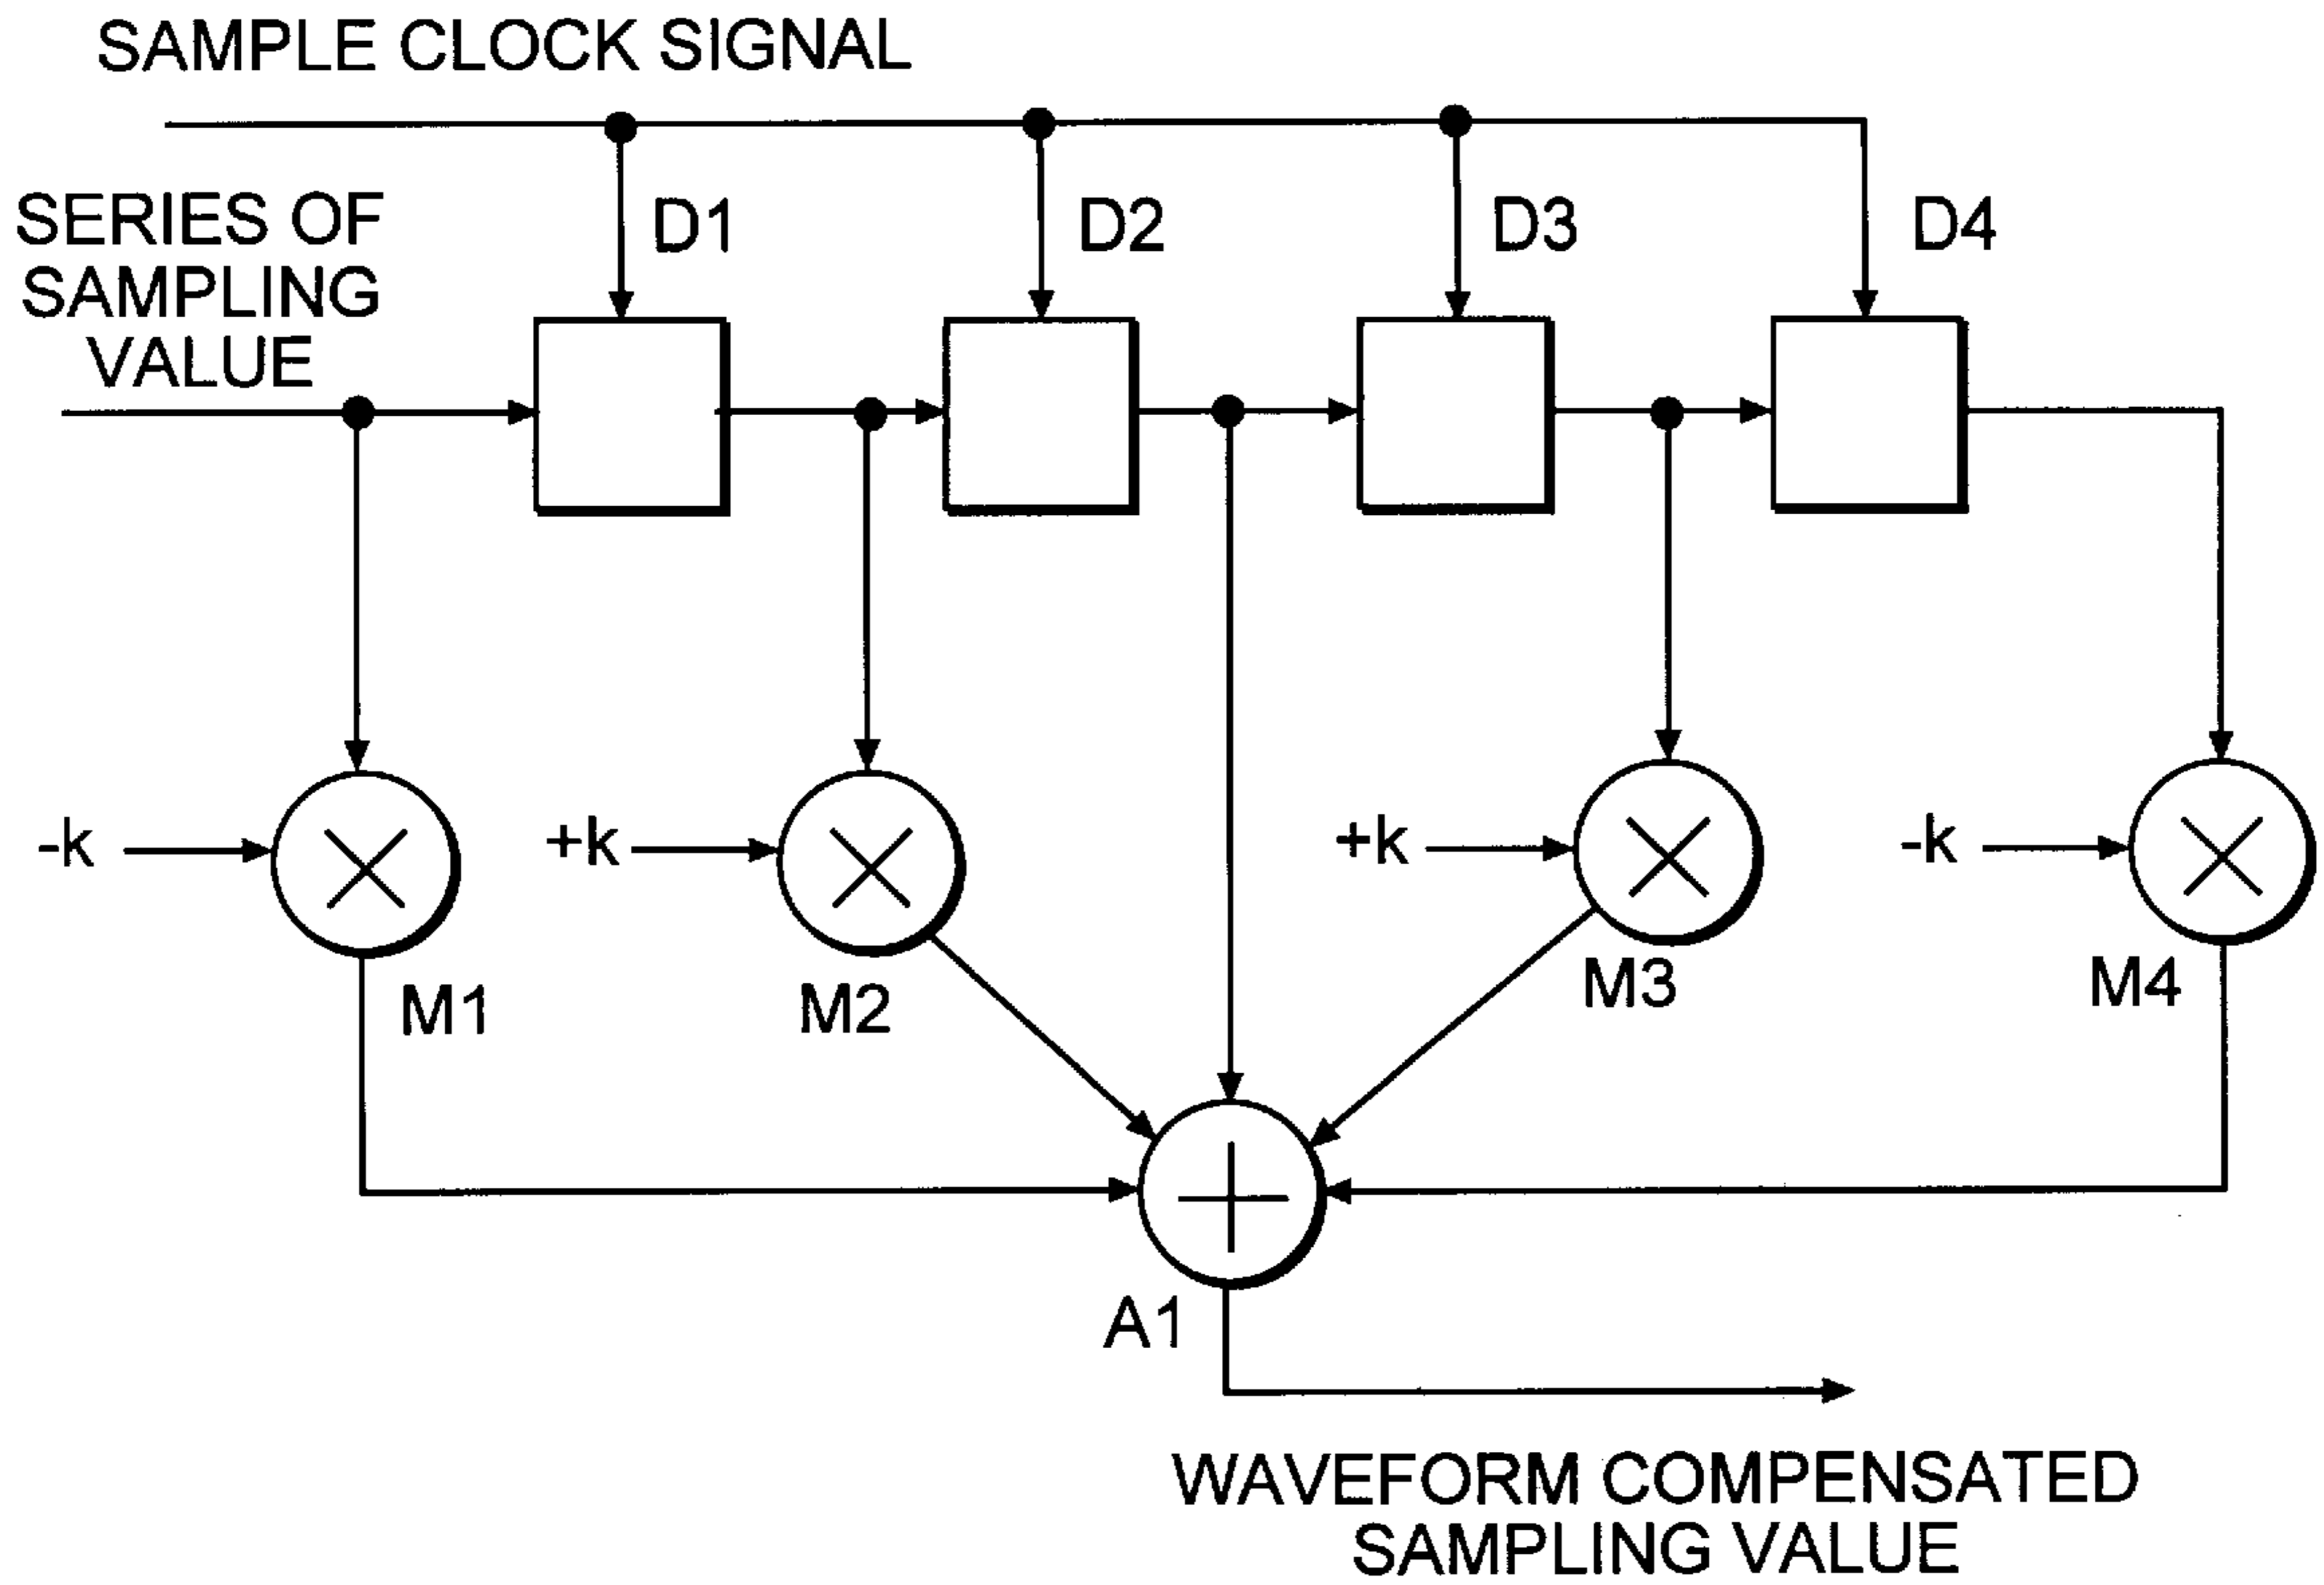 SAMPLE CLOCK SIGNAL
SERIES OF
SAMPLING
VALUE
D1
D2
D3
D4
-k
+k
+k
-k
M1
M2
M3
M4
A1
WAVEFORM COMPENSATED
SAMPLING VALUE